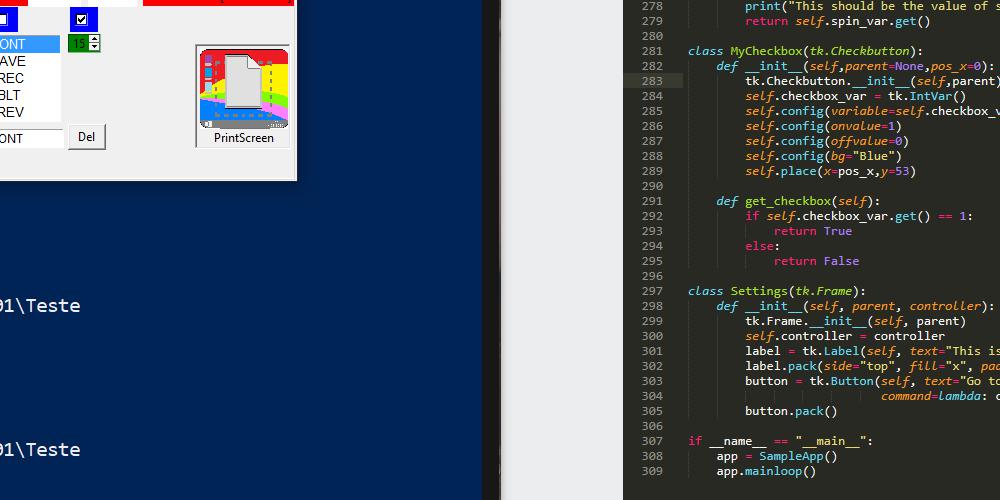 ONT
AVE
REC
BLT
REV
ONT
15
Del
PrintScreen
01\Teste
01\Teste
278 print("This should be the value of s
279 return self.spin_var.get()
280
281 class MyCheckbox(tk.Checkbutton):
282 def __init__(self,parent=None,pos_x=0):
283 tk.Checkbutton.__init__(self,parent)
284 self.checkbox_var = tk.IntVar()
285 self.config(variable=self.checkbox_v
286 self.config(onvalue=1)
287 self.config(offvalue=0)
288 self.config(bg="Blue")
289 self.place(x=pos_x,y=53)
290
291 def get_checkbox(self):
292 if self.checkbox_var.get() == 1:
293 return True
294 else:
295 return False
296
297 class Settings(tk.Frame):
298 def __init__(self, parent, controller):
299 tk.Frame.__init__(self, parent)
300 self.controller = controller
301 label = tk.Label(self, text="This is
302 label.pack(side="top", fill="x", pad
303 button = tk.Button(self, text="Go to
304 command=lambda: c
305 button.pack()
306
307 if __name__ == "__main__":
308 app = SampleApp()
309 app.mainloop()